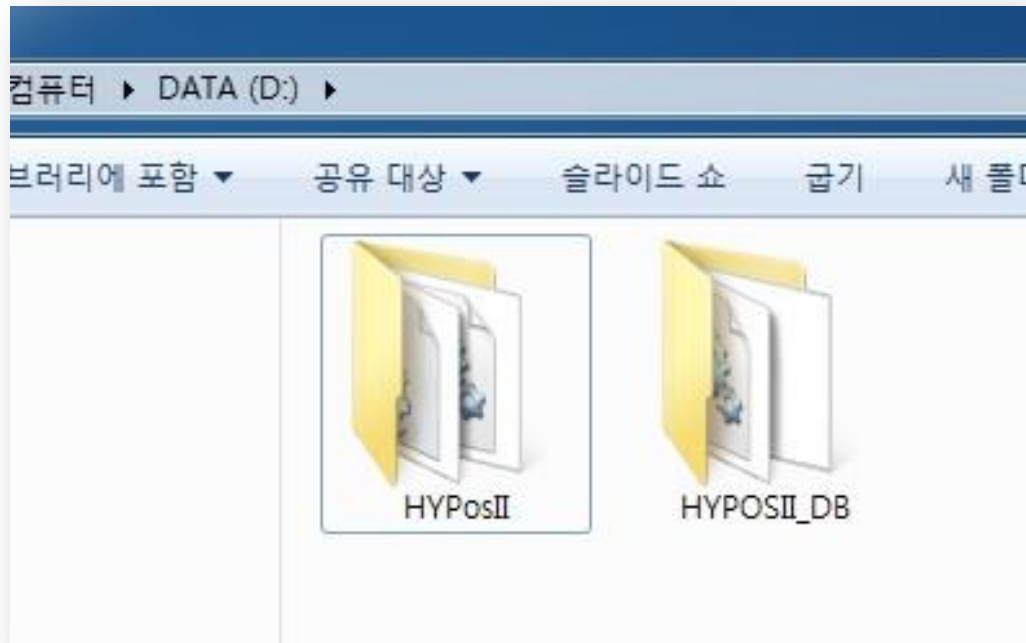 컴퓨터 ▶ DATA (D:) ▶
브러리에 포함 ▼ 공유 대상 ▼ 슬라이드 쇼 굽기 새 폴더
HYPosⅡ HYPOSⅡ_DB